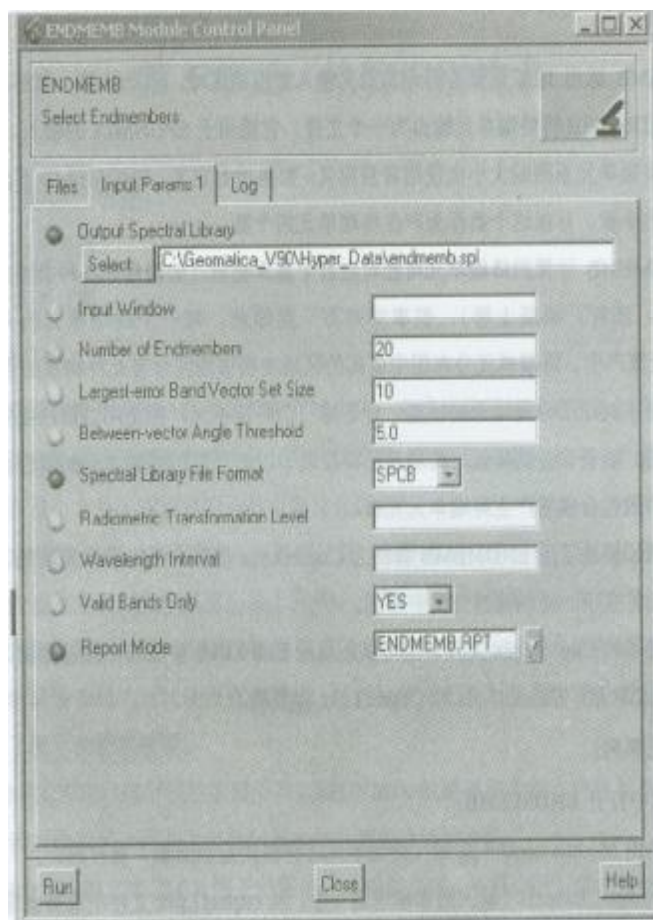 ENDMEMB Module Control Panel
ENDMEMB
Select Endmembers
Files Input Params 1 Log
Output Spectral Library
Select C:\Geomatica_V90\Hyper_Data\endmemb.spl
Input Window
Number of Endmembers 20
Largest-error Band Vector Set Size 10
Between-vector Angle Threshold 5.0
Spectral Library File Format SPCB
Radiometric Transformation Level
Wavelength Interval
Valid Bands Only YES
Report Mode ENDMEMB.RPT
Run Close Help